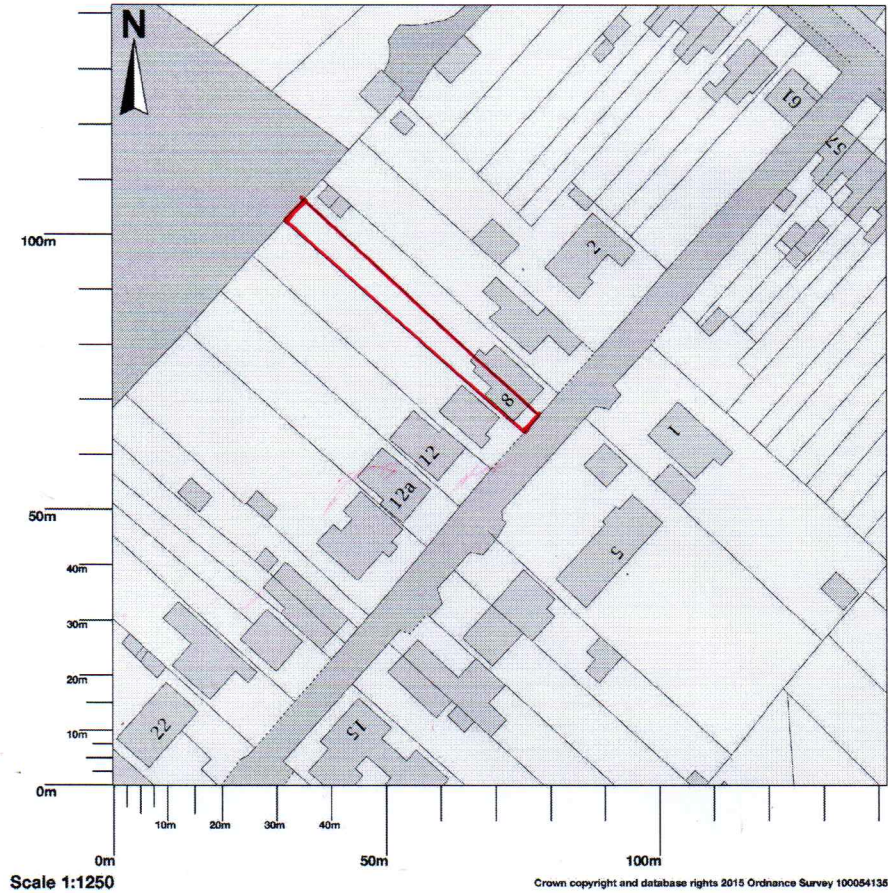 N
61
57
2
100m
8
1
12
12a
50m
5
40m
30m
20m
22
15
10m
0m
10m 20m 30m 40m
0m 50m 100m
Scale 1:1250
Crown copyright and database rights 2015 Ordnance Survey 100054135